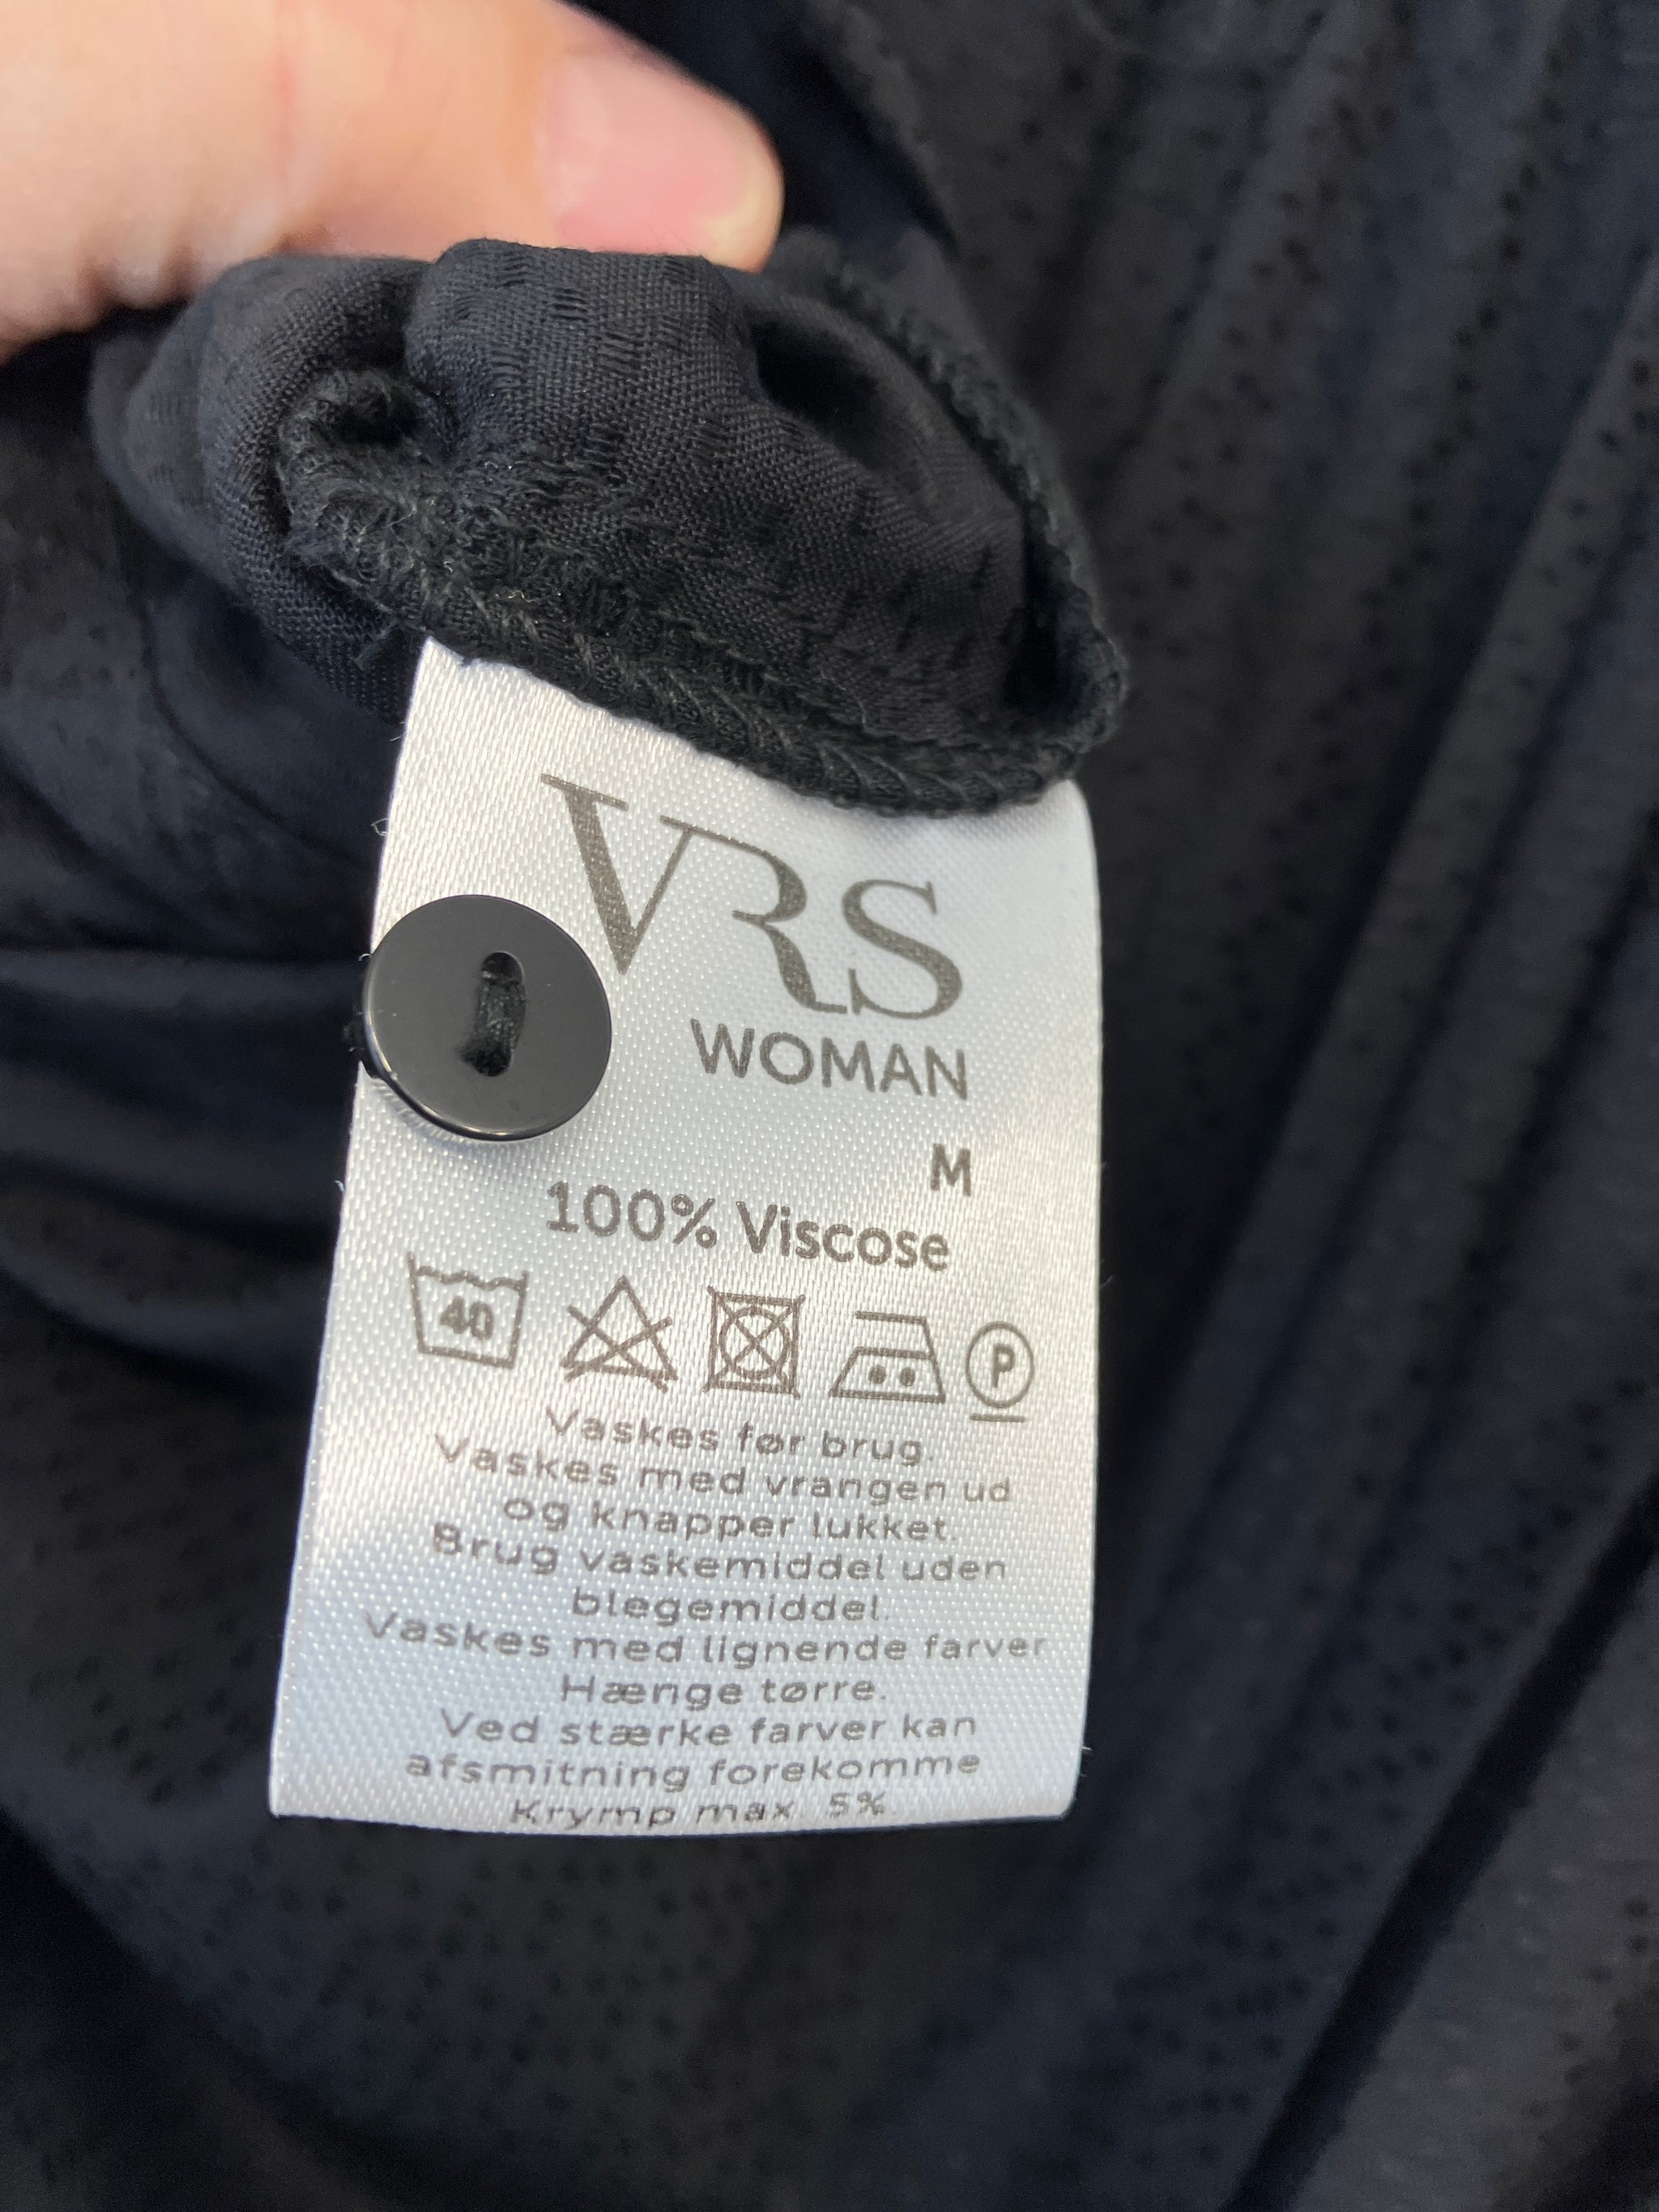 VRS
WOMAN
M
100% Viscose
40
P
Vaskes før brug.
Vaskes med vrangen ud
og knapper lukket.
Brug vaskemiddel uden
blegemiddel.
Vaskes med lignende farver
Hænge tørre.
Ved stærke farver kan
afsmitning forekomme
Krymp max. 5%